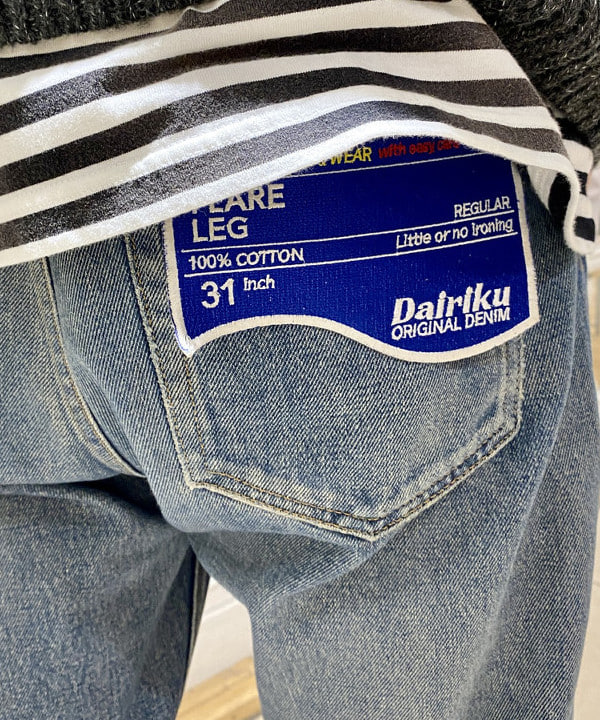 WEAR with easy care
FLARE
LEG
REGULAR
100% COTTON
Little or no ironing
31 Inch
Dairiku
ORIGINAL DENIM